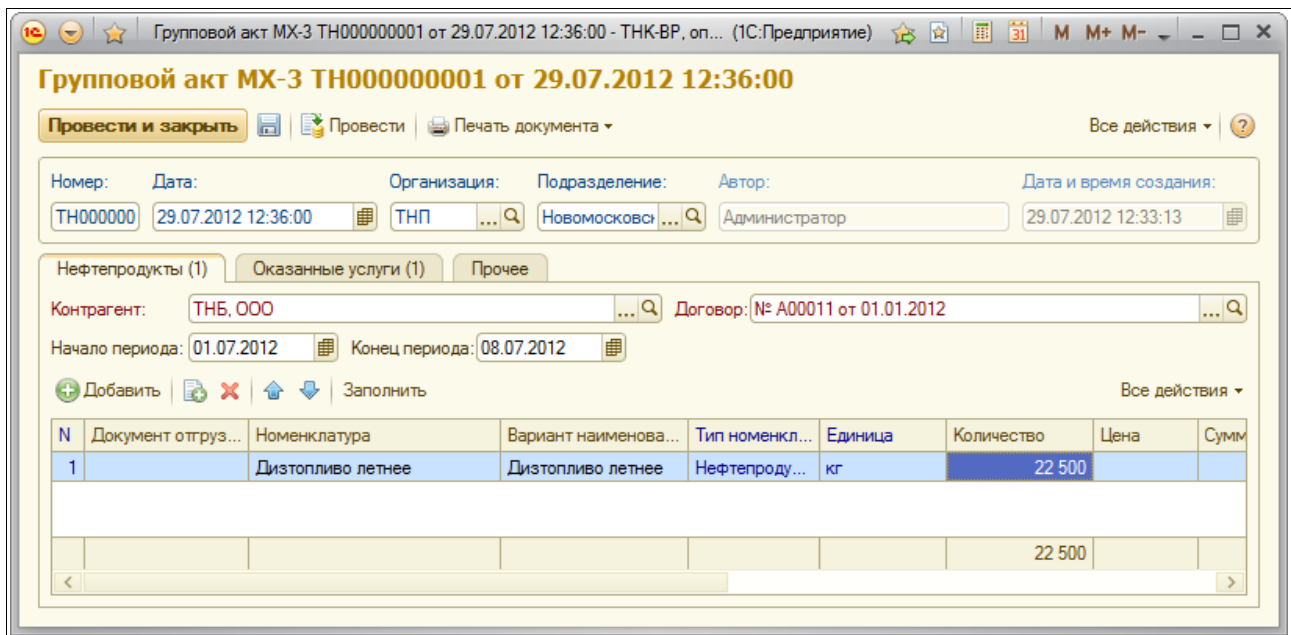 1С Групповой акт МХ-3 ТН000000001 от 29.07.2012 12:36:00 - ТНК-ВР, оп... (1С:Предприятие) 31 M M+ M-
Групповой акт МХ-3 ТН000000001 от 29.07.2012 12:36:00
Провести и закрыть Провести Печать документа Все действия ?
Номер: Дата: Организация: Подразделение: Автор: Дата и время создания:
ТН000000 29.07.2012 12:36:00 ТНП ... Новомосковск ... Администратор 29.07.2012 12:33:13
Нефтепродукты (1) Оказанные услуги (1) Прочее
Контрагент: ТНБ, ООО ... Договор: № А00011 от 01.01.2012 ...
Начало периода: 01.07.2012 Конец периода: 08.07.2012
Добавить Заполнить Все действия
N Документ отгруз... Номенклатура Вариант наименова... Тип номенкл... Единица Количество Цена Сумм
1 Дизтопливо летнее Дизтопливо летнее Нефтепроду... кг 22 500
22 500